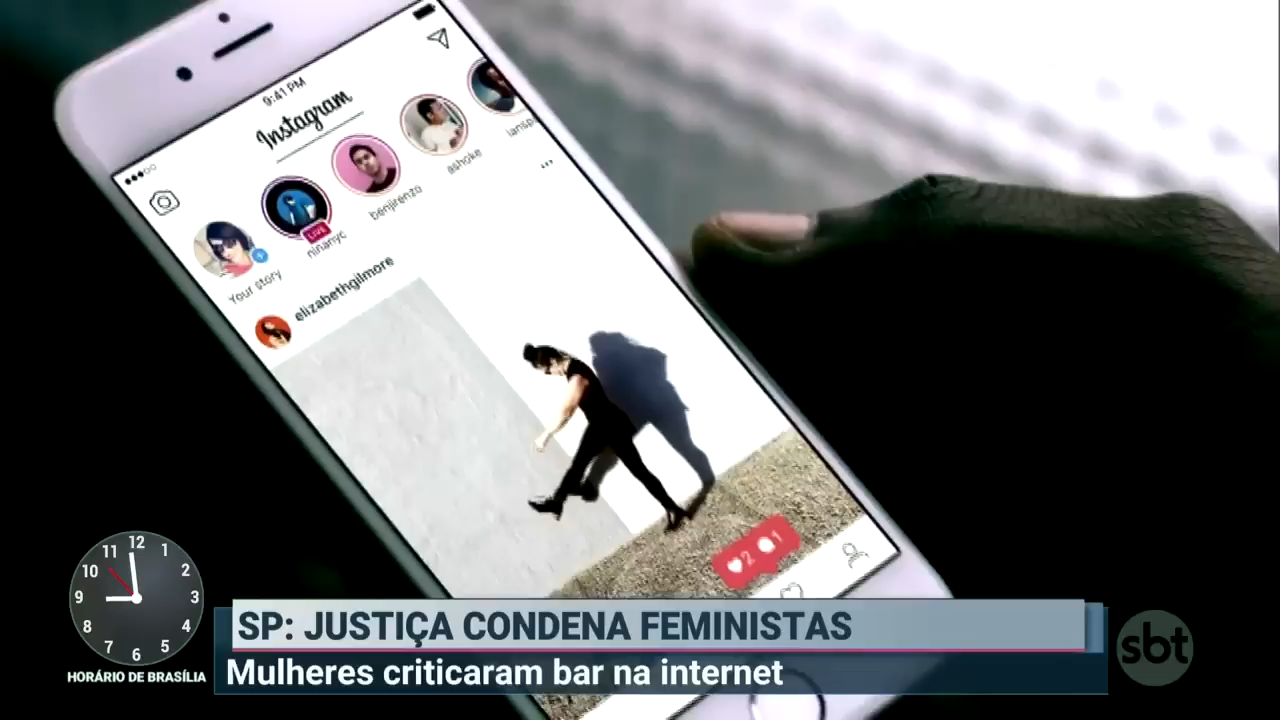 9:41 PM
Instagram
Your story
LIVE
ninanyc
benjirenzo
ashoke
iansp
elizabethgilmore
2 1
12
11 1
10 2
9 3
8 4
7 5
6
HORÁRIO DE BRASÍLIA
SP: JUSTIÇA CONDENA FEMINISTAS
Mulheres criticaram bar na internet
sbt